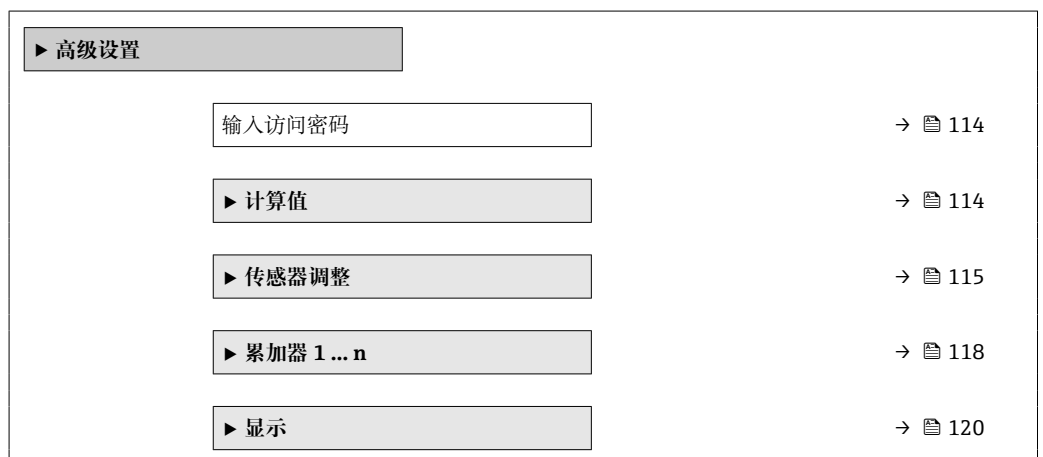 ▶ 高级设置
输入访问密码 → 114
▶ 计算值 → 114
▶ 传感器调整 → 115
▶ 累加器 1 … n → 118
▶ 显示 → 120